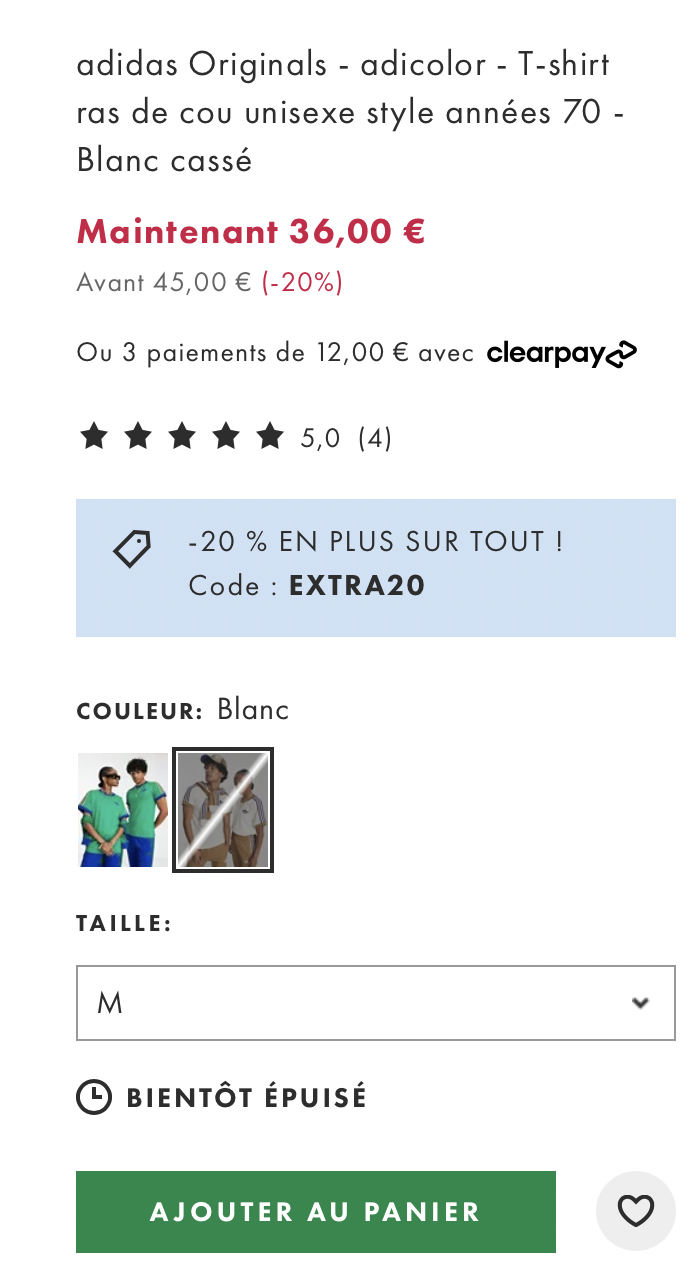 adidas Originals - adicolor - T-shirt
ras de cou unisexe style années 70 -
Blanc cassé
Maintenant 36,00 €
Avant 45,00 € (-20%)
Ou 3 paiements de 12,00 € avec clearpay
5,0 (4)
-20 % EN PLUS SUR TOUT !
Code : EXTRA20
COULEUR: Blanc
TAILLE:
M
BIENTÔT ÉPUISÉ
AJOUTER AU PANIER